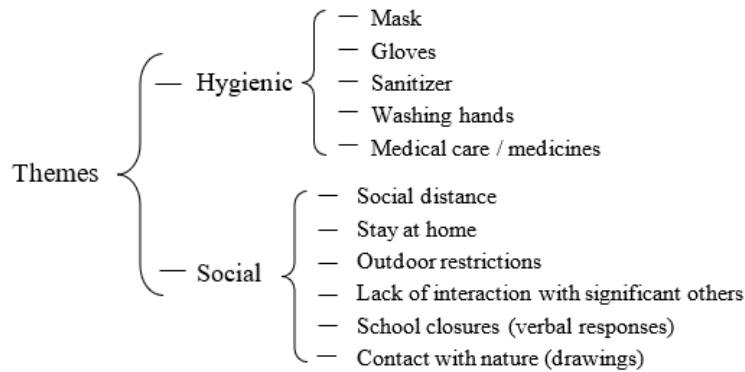 Themes
— Hygienic
— Mask
— Gloves
— Sanitizer
— Washing hands
— Medical care / medicines
— Social
— Social distance
— Stay at home
— Outdoor restrictions
— Lack of interaction with significant others
— School closures (verbal responses)
— Contact with nature (drawings)